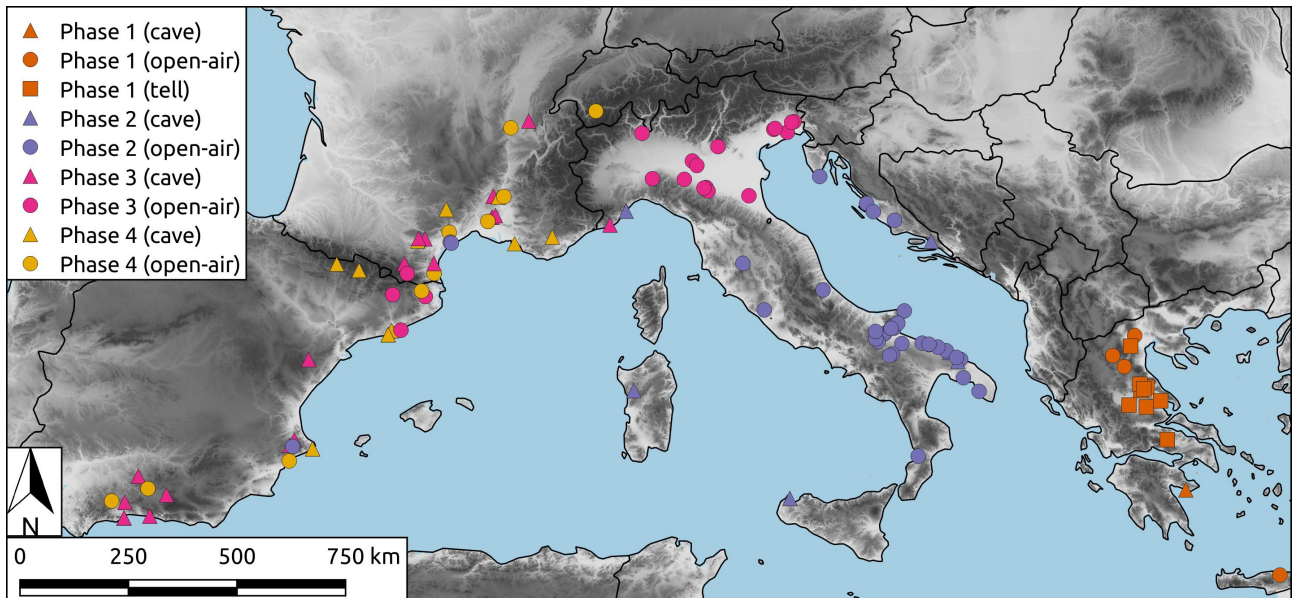 Phase 1 (cave)
Phase 1 (open-air)
Phase 1 (tell)
Phase 2 (cave)
Phase 2 (open-air)
Phase 3 (cave)
Phase 3 (open-air)
Phase 4 (cave)
Phase 4 (open-air)
N
0 250 500 750 km